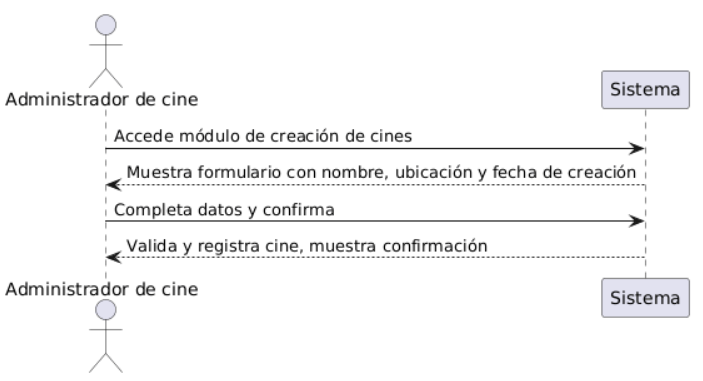 Administrador de cine
Sistema
Accede módulo de creación de cines
Muestra formulario con nombre, ubicación y fecha de creación
Completa datos y confirma
Valida y registra cine, muestra confirmación
Administrador de cine
Sistema